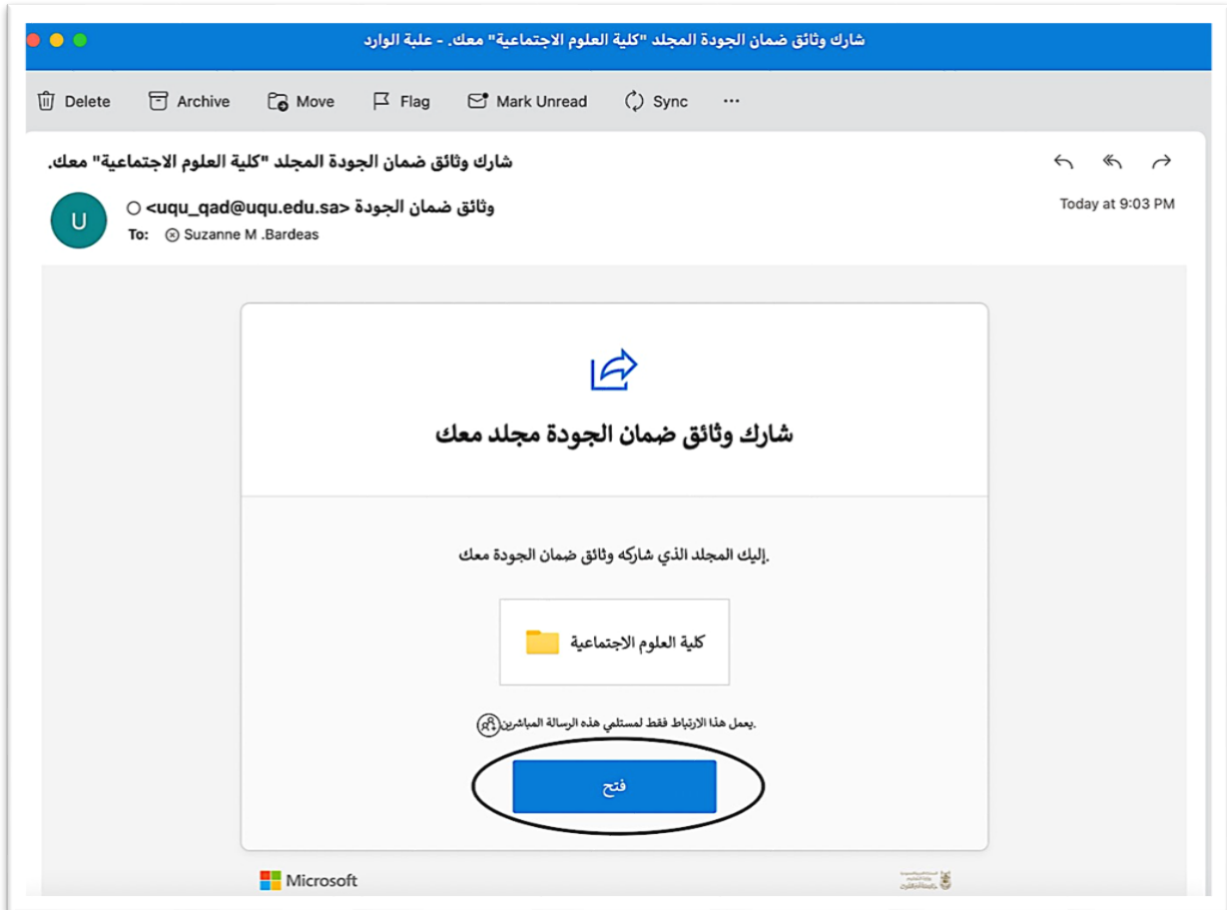 شارك وثائق ضمان الجودة المجلد "كلية العلوم الاجتماعية" معك. - علبة الوارد
Delete Archive Move Flag Mark Unread Sync ...
شارك وثائق ضمان الجودة المجلد "كلية العلوم الاجتماعية" معك.
وثائق ضمان الجودة <uqu_qad@uqu.edu.sa>
Today at 9:03 PM
U
To: Suzanne M .Bardeas
شارك وثائق ضمان الجودة مجلد معك
إليك المجلد الذي شاركه وثائق ضمان الجودة معك.
كلية العلوم الاجتماعية
يعمل هذا الارتباط فقط لمستلمي هذه الرسالة المباشرين.
فتح
Microsoft